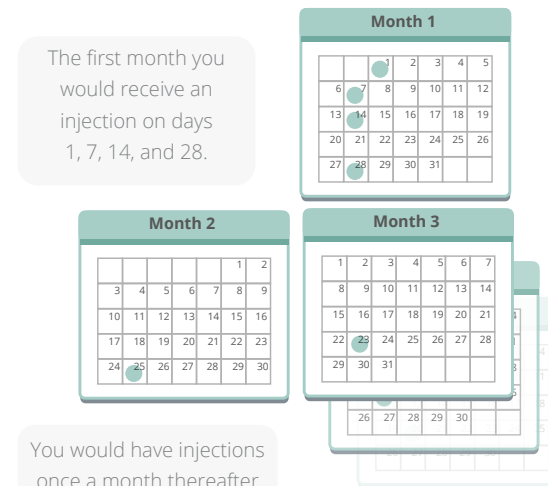 The first month you
would receive an
injection on days
1, 7, 14, and 28.
Month 1
1 2 3 4 5
6 7 8 9 10 11 12
13 14 15 16 17 18 19
20 21 22 23 24 25 26
27 28 29 30 31
Month 2
1 2
3 4 5 6 7 8 9
10 11 12 13 14 15 16
17 18 19 20 21 22 23
24 25 26 27 28 29 30
Month 3
1 2 3 4 5 6 7
8 9 10 11 12 13 14
15 16 17 18 19 20 21
22 23 24 25 26 27 28
29 30 31
26 27 28 29 30
You would have injections
once a month thereafter